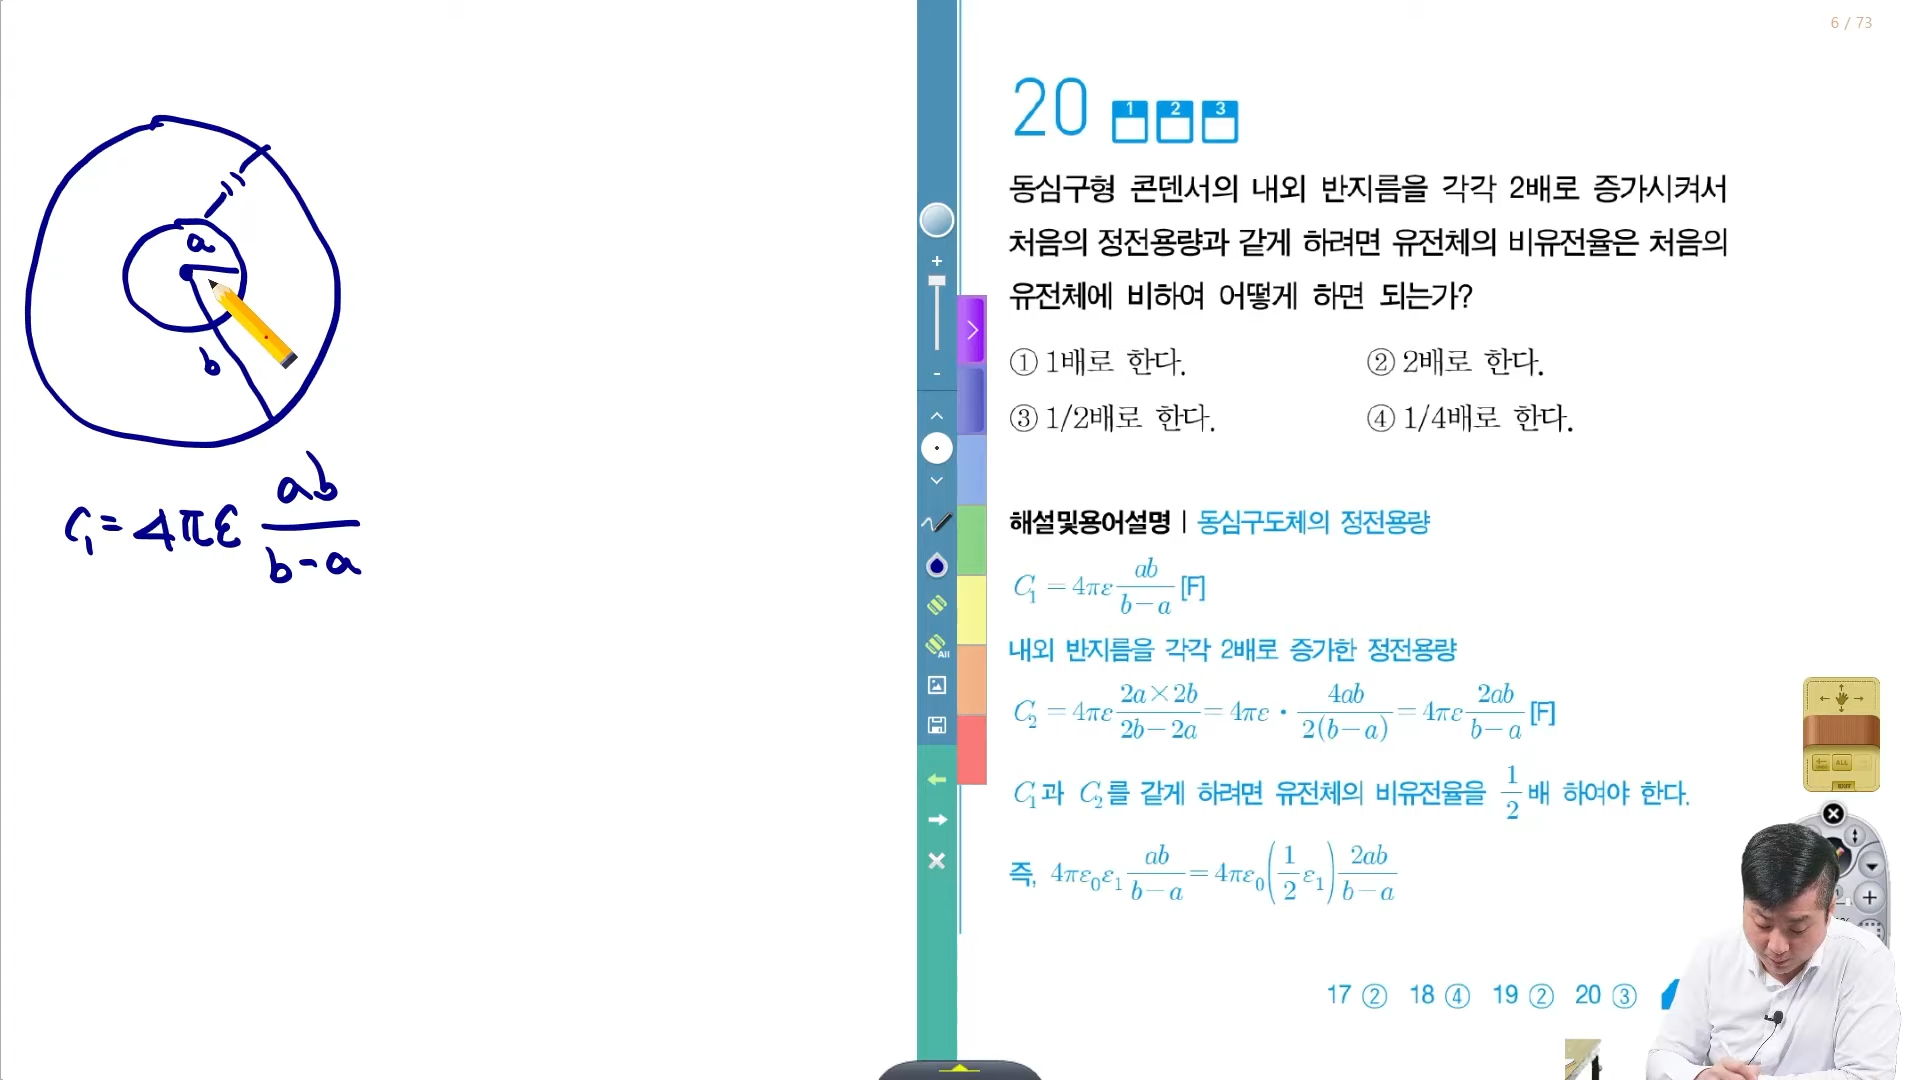 6 / 73
a
b
C₁ = 4πε ab/(b-a)
20 1 2 3
동심구형 콘덴서의 내외 반지름을 각각 2배로 증가시켜서
처음의 정전용량과 같게 하려면 유전체의 비유전율은 처음의
유전체에 비하여 어떻게 하면 되는가?
① 1배로 한다. ② 2배로 한다.
③ 1/2배로 한다. ④ 1/4배로 한다.
해설및용어설명 | 동심구도체의 정전용량
C₁ = 4πε ab/(b-a) [F]
내외 반지름을 각각 2배로 증가한 정전용량
C₂ = 4πε (2a×2b)/(2b-2a) = 4πε · 4ab/(2(b-a)) = 4πε 2ab/(b-a) [F]
C₁과 C₂를 같게 하려면 유전체의 비유전율을 1/2배 하여야 한다.
즉, 4πε₀ε₁ ab/(b-a) = 4πε₀(1/2 ε₁) 2ab/(b-a)
17 ② 18 ④ 19 ② 20 ③
All
ALL
EXIT